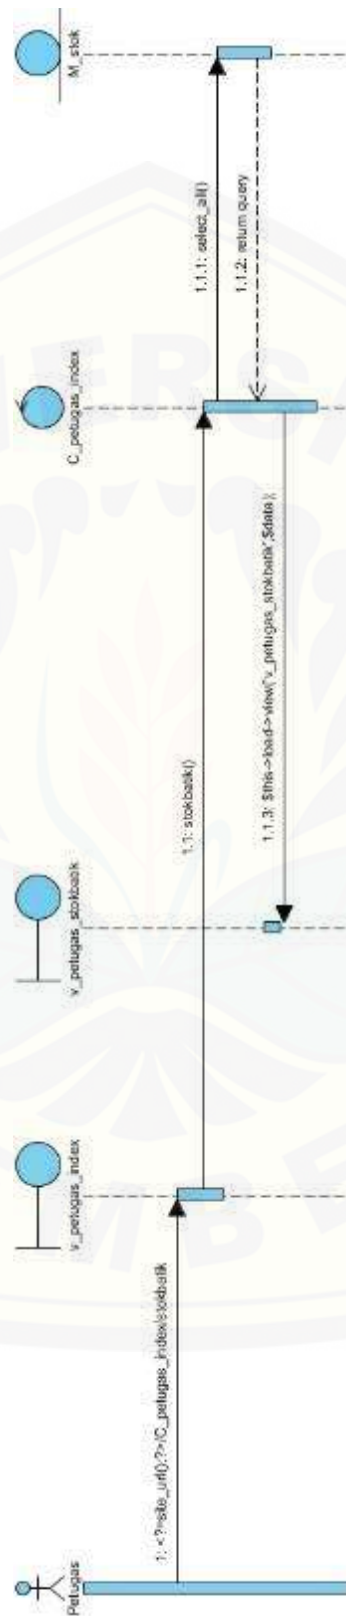 Petugas
v_petugas_index
v_petugas_stokbatik
C_petugas_index
M_stok
1: <?=site_url();?>/C_petugas_index/stokbatik
1.1: stokbatik()
1.1.1: select_all()
1.1.2: return query
1.1.3: $this->load->view("v_petugas_stokbatik",$data);